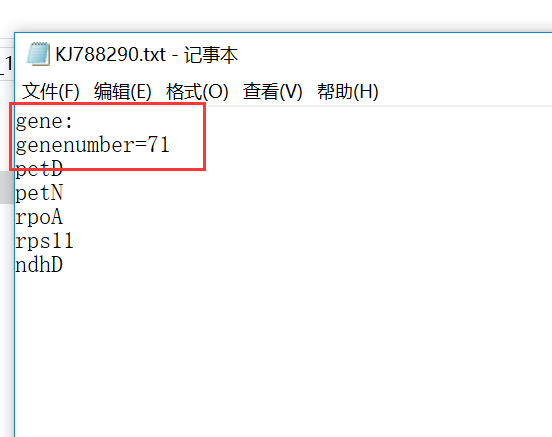 _1
KJ788290.txt - 记事本
文件(F) 编辑(E) 格式(O) 查看(V) 帮助(H)
gene:
genenumber=71
petD
petN
rpoA
rps11
ndhD